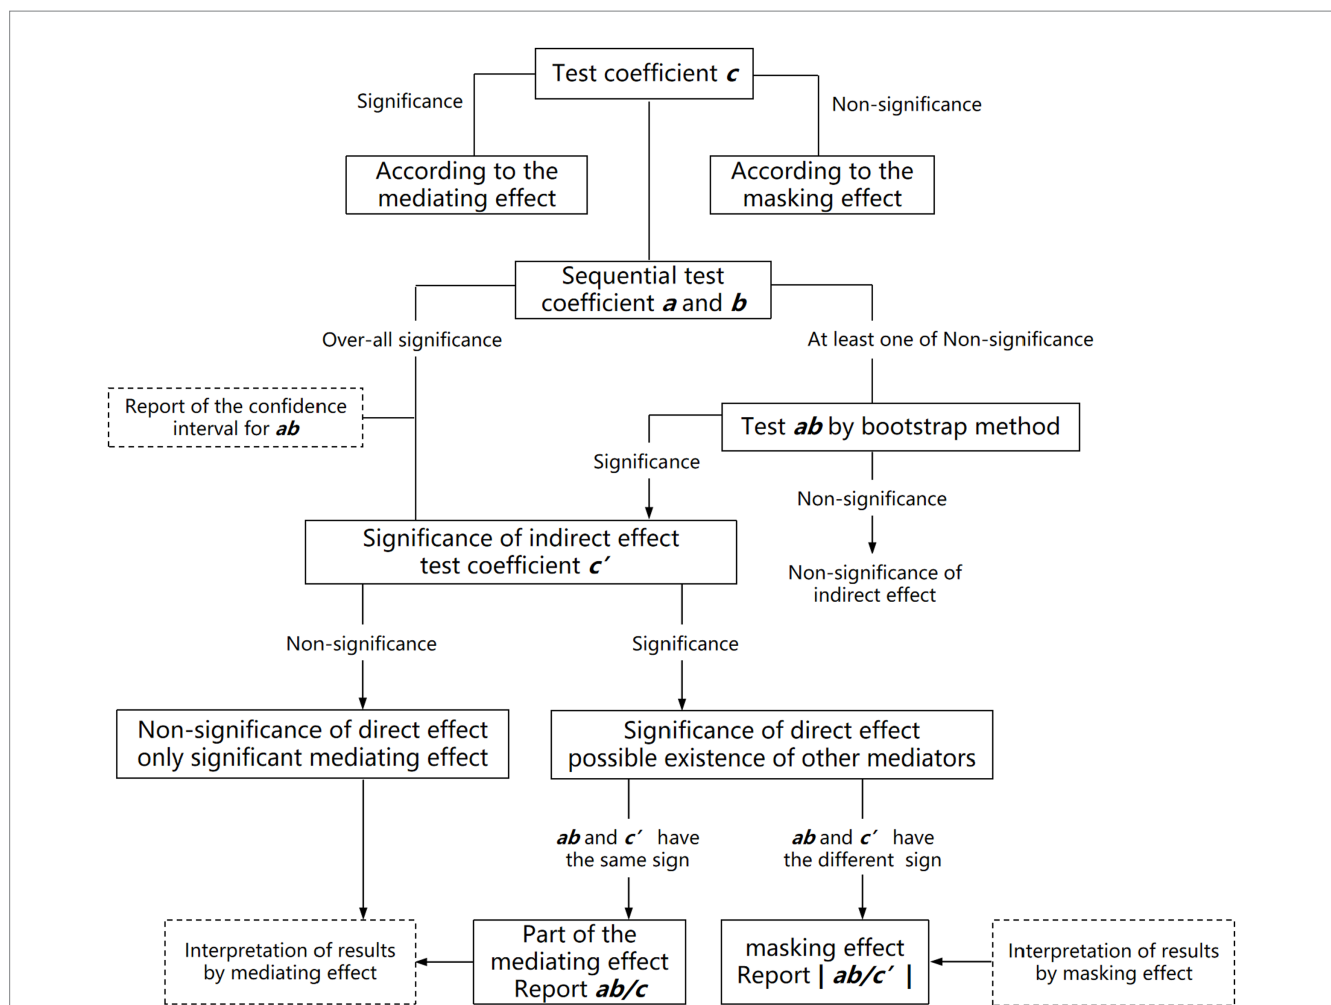 Test coefficient c
Significance
Non-significance
According to the
mediating effect
According to the
masking effect
Sequential test
coefficient a and b
Over-all significance
At least one of Non-significance
Report of the confidence
interval for ab
Test ab by bootstrap method
Significance
Non-significance
Significance of indirect effect
test coefficient c′
Non-significance of
indirect effect
Non-significance
Significance
Non-significance of direct effect
only significant mediating effect
Significance of direct effect
possible existence of other mediators
ab and c′ have
the same sign
ab and c′ have
the different sign
Interpretation of results
by mediating effect
Part of the
mediating effect
Report ab/c
masking effect
Report | ab/c′ |
Interpretation of results
by masking effect